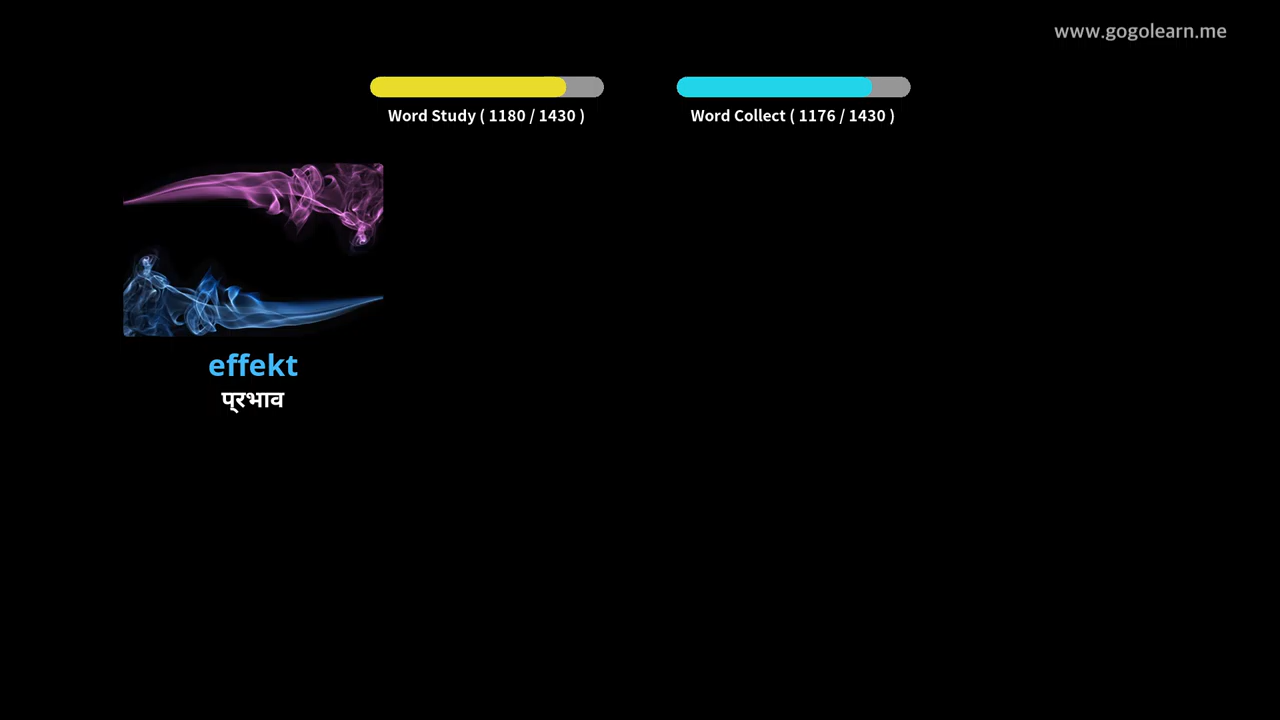 www.gogolearn.me
Word Study ( 1180 / 1430 )
Word Collect ( 1176 / 1430 )
effekt
प्रभाव